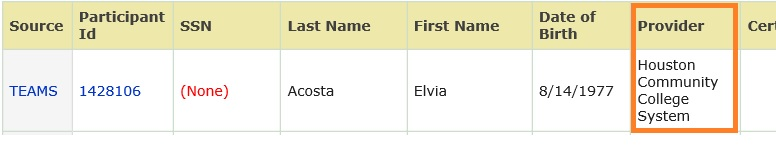 Source Participant Id SSN Last Name First Name Date of Birth Provider Cert
TEAMS 1428106 (None) Acosta Elvia 8/14/1977 Houston Community College System